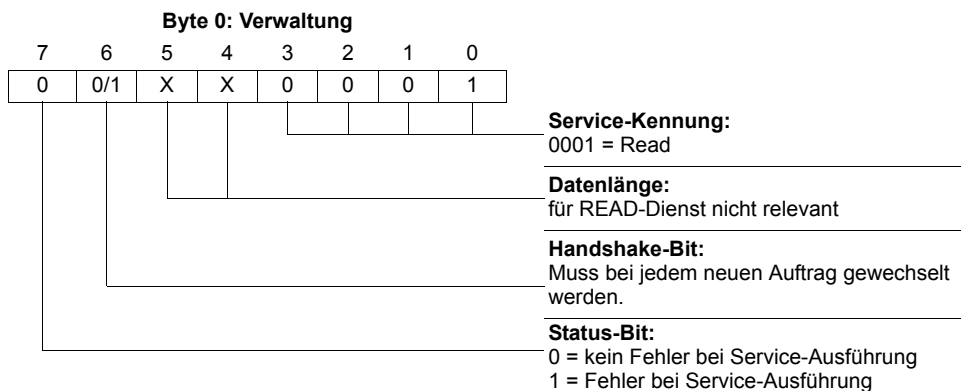 Byte 0: Verwaltung
7 6 5 4 3 2 1 0
0 0/1 X X 0 0 0 1
Service-Kennung:
0001 = Read
Datenlänge:
für READ-Dienst nicht relevant
Handshake-Bit:
Muss bei jedem neuen Auftrag gewechselt
werden.
Status-Bit:
0 = kein Fehler bei Service-Ausführung
1 = Fehler bei Service-Ausführung